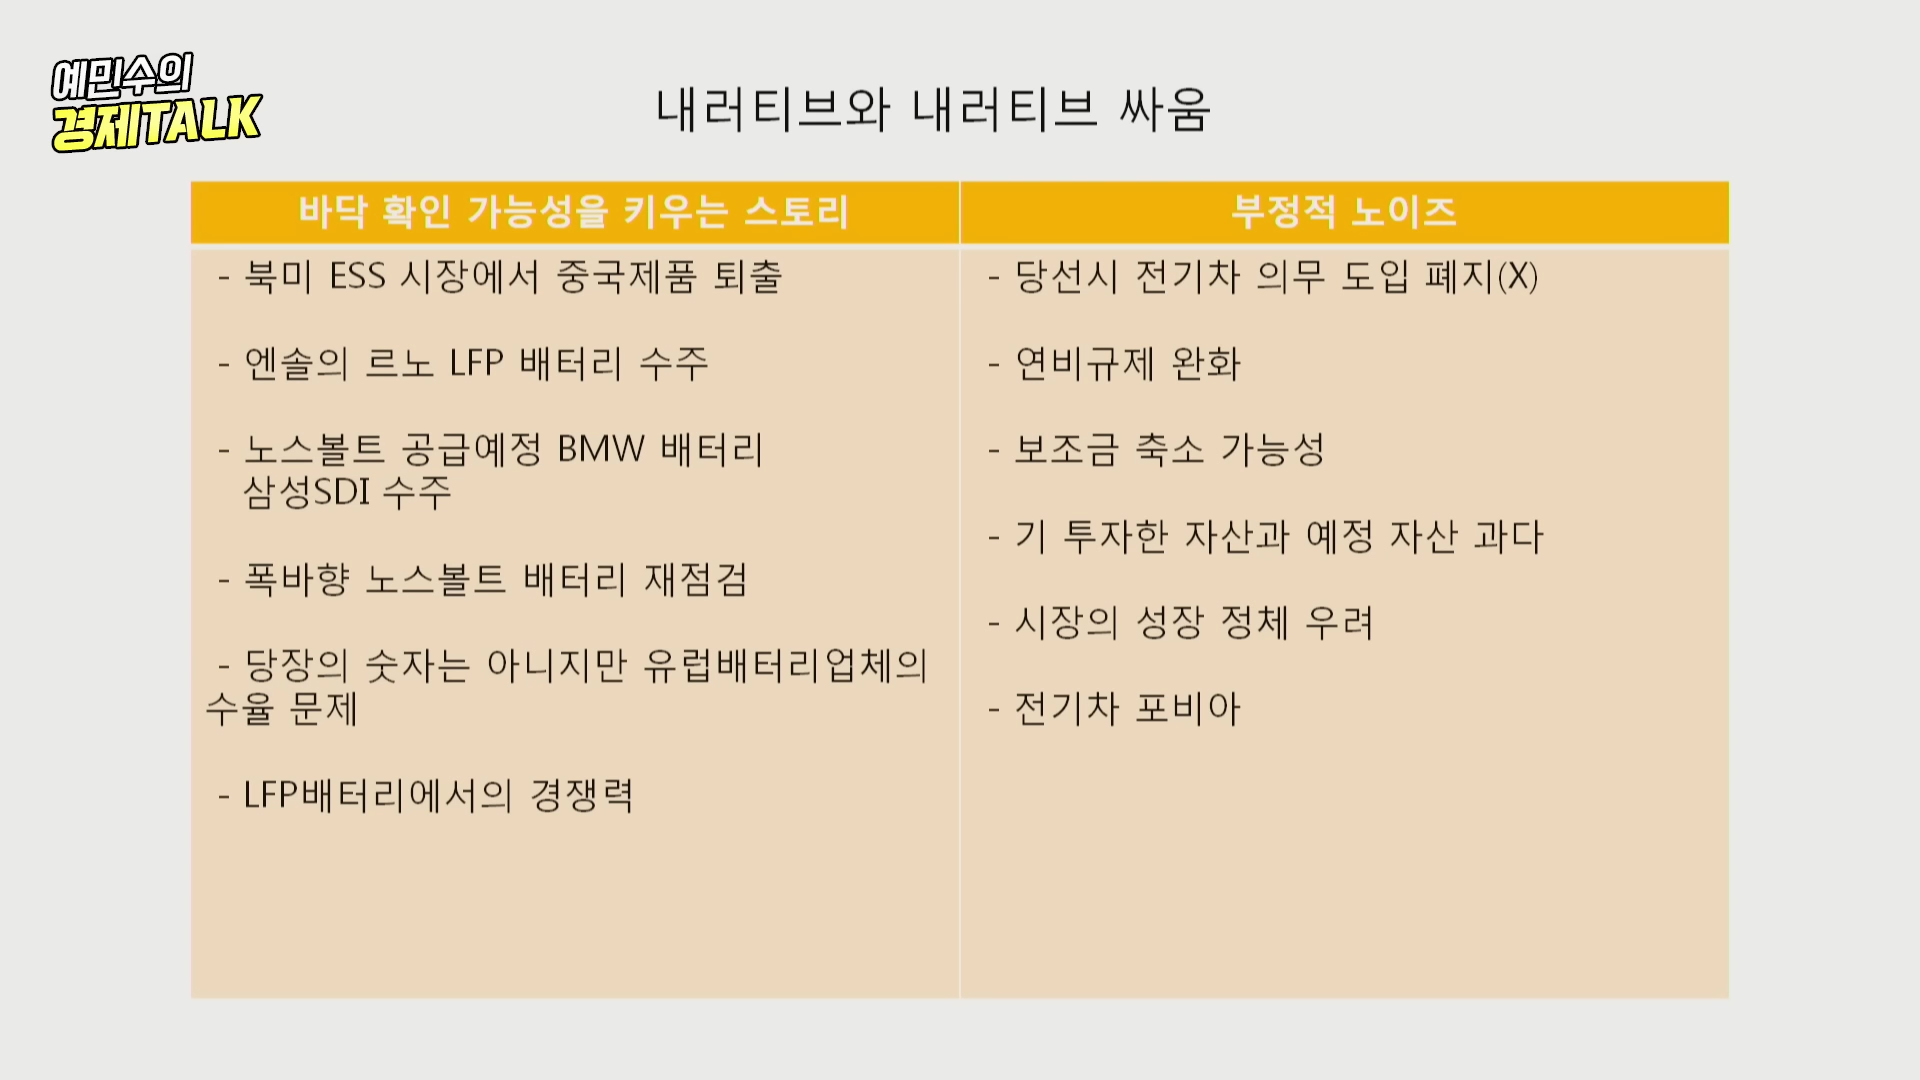 예민수의
경제TALK
내러티브와 내러티브 싸움
바닥 확인 가능성을 키우는 스토리
- 북미 ESS 시장에서 중국제품 퇴출
- 엔솔의 르노 LFP 배터리 수주
- 노스볼트 공급예정 BMW 배터리
삼성SDI 수주
- 폭바향 노스볼트 배터리 재점검
- 당장의 숫자는 아니지만 유럽배터리업체의
수율 문제
- LFP배터리에서의 경쟁력
부정적 노이즈
- 당선시 전기차 의무 도입 폐지(X)
- 연비규제 완화
- 보조금 축소 가능성
- 기 투자한 자산과 예정 자산 과다
- 시장의 성장 정체 우려
- 전기차 포비아